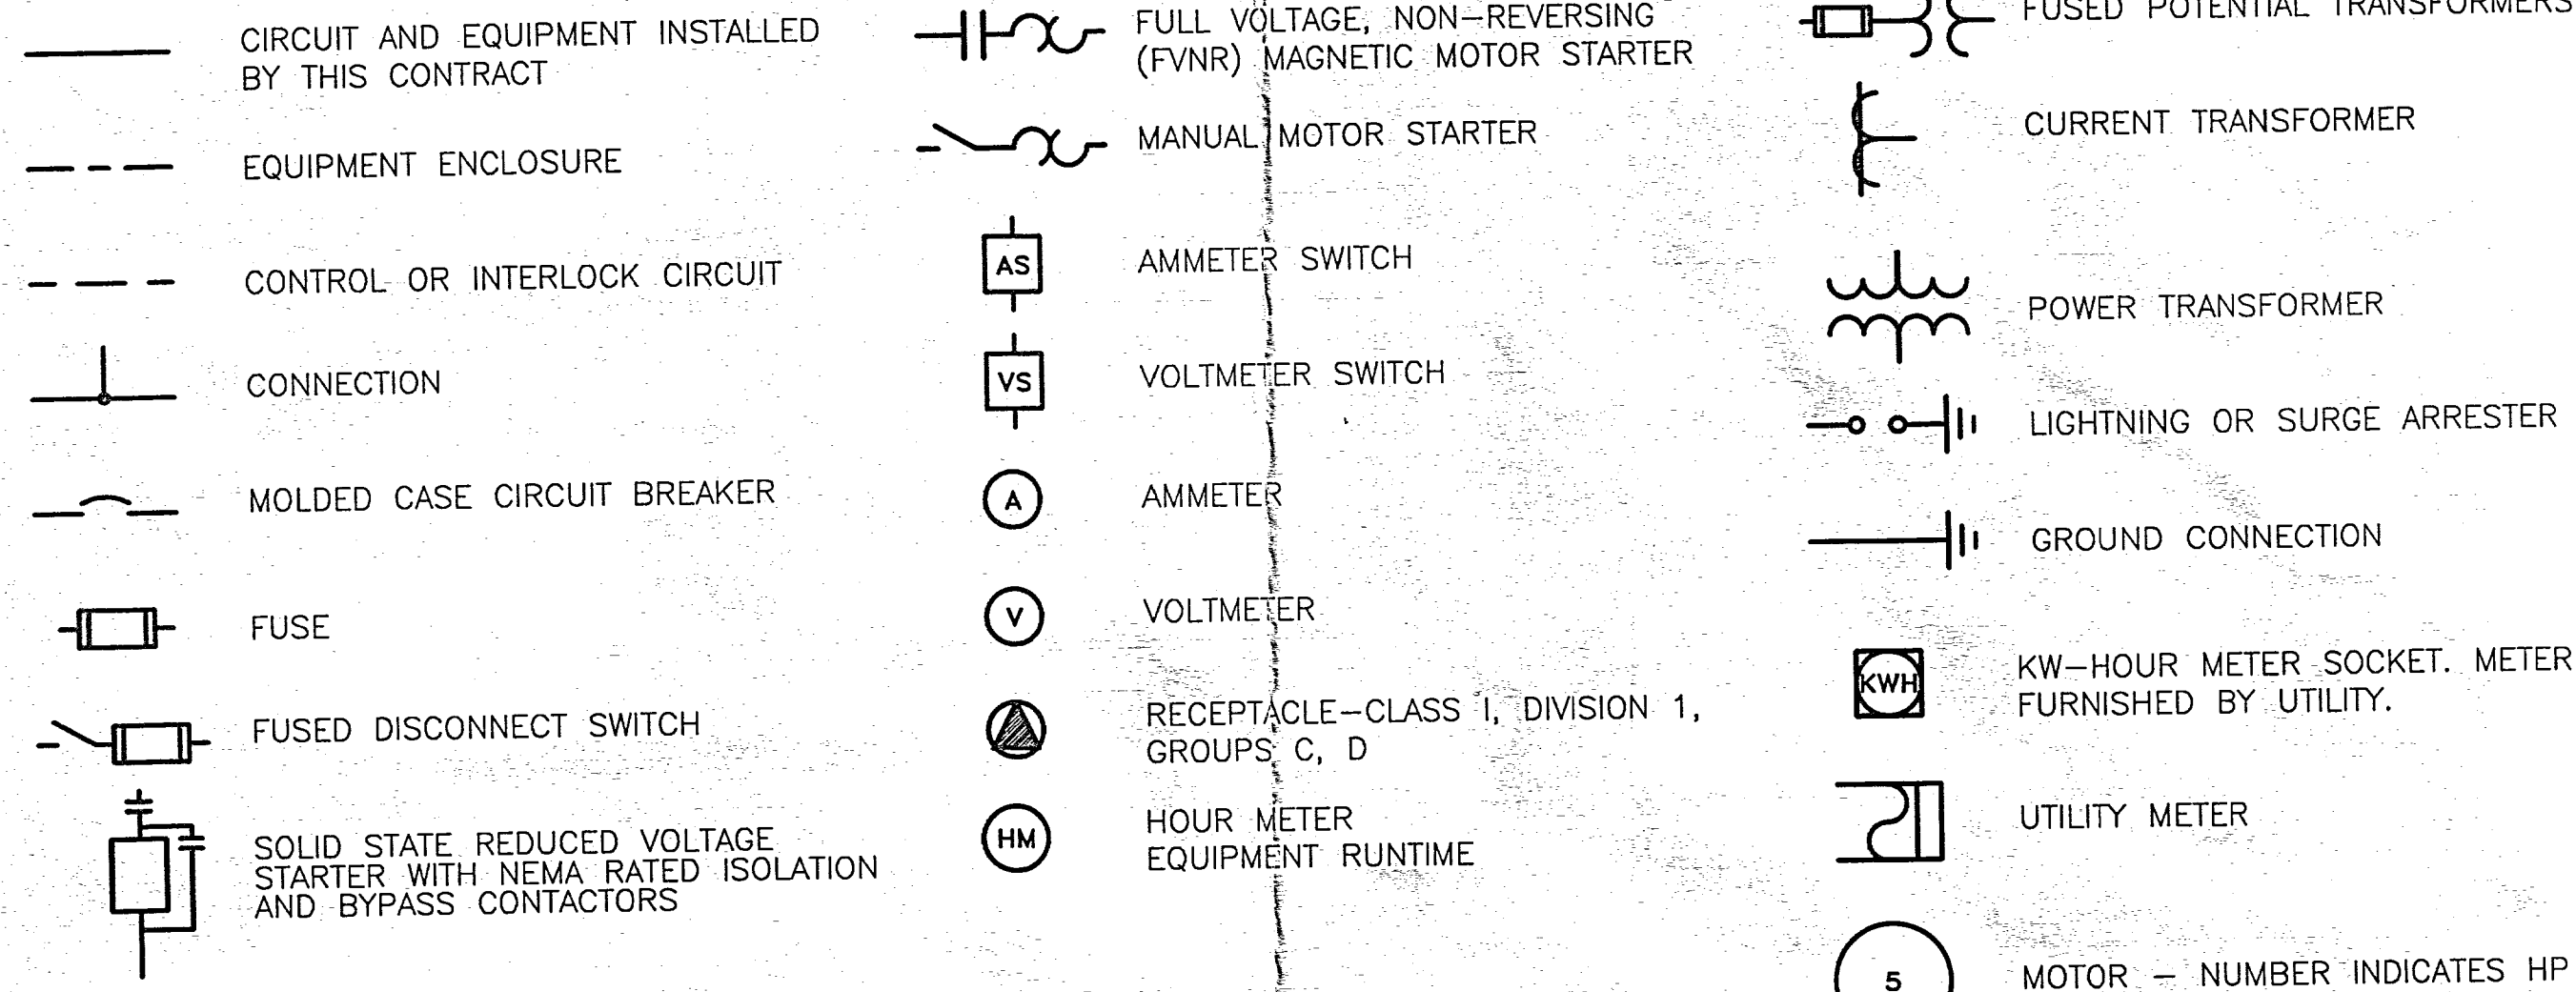 CIRCUIT AND EQUIPMENT INSTALLED
BY THIS CONTRACT
EQUIPMENT ENCLOSURE
CONTROL OR INTERLOCK CIRCUIT
CONNECTION
MOLDED CASE CIRCUIT BREAKER
FUSE
FUSED DISCONNECT SWITCH
SOLID STATE REDUCED VOLTAGE
STARTER WITH NEMA RATED ISOLATION
AND BYPASS CONTACTORS
FULL VOLTAGE, NON-REVERSING
(FVNR) MAGNETIC MOTOR STARTER
MANUAL MOTOR STARTER
AS AMMETER SWITCH
VS VOLTMETER SWITCH
A AMMETER
V VOLTMETER
RECEPTACLE-CLASS I, DIVISION 1,
GROUPS C, D
HM HOUR METER
EQUIPMENT RUNTIME
FUSED POTENTIAL TRANSFORMERS
CURRENT TRANSFORMER
POWER TRANSFORMER
LIGHTNING OR SURGE ARRESTER
GROUND CONNECTION
KWH KW-HOUR METER SOCKET. METER
FURNISHED BY UTILITY.
UTILITY METER
5 MOTOR - NUMBER INDICATES HP